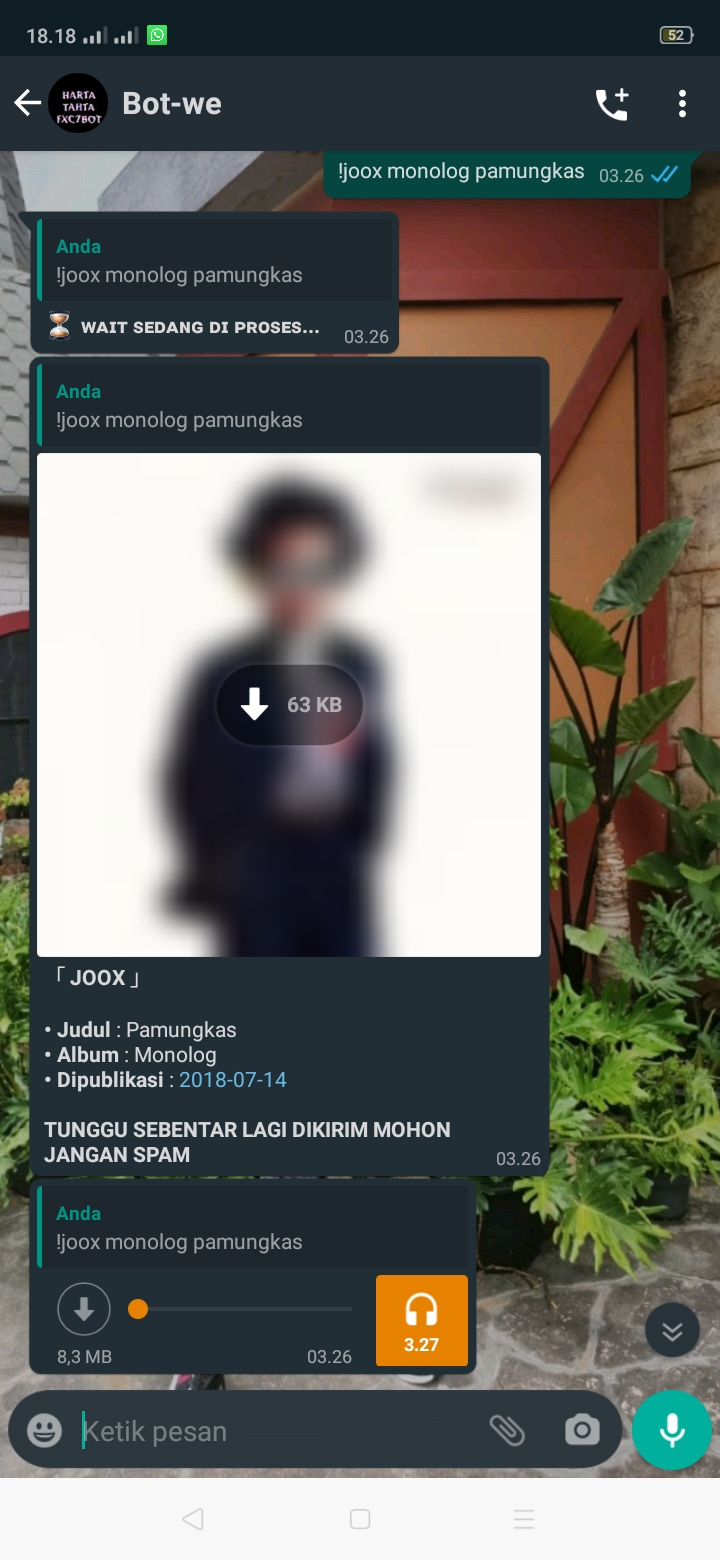 18.18
52
HARTA
TAHTA
FXC7BOT
Bot-we
!joox monolog pamungkas 03.26
Anda
!joox monolog pamungkas
⏳ WAIT SEDANG DI PROSES... 03.26
Anda
!joox monolog pamungkas
63 KB
「 JOOX 」
• Judul : Pamungkas
• Album : Monolog
• Dipublikasi : 2018-07-14
TUNGGU SEBENTAR LAGI DIKIRIM MOHON
JANGAN SPAM 03.26
Anda
!joox monolog pamungkas
3.27
8,3 MB 03.26
Ketik pesan